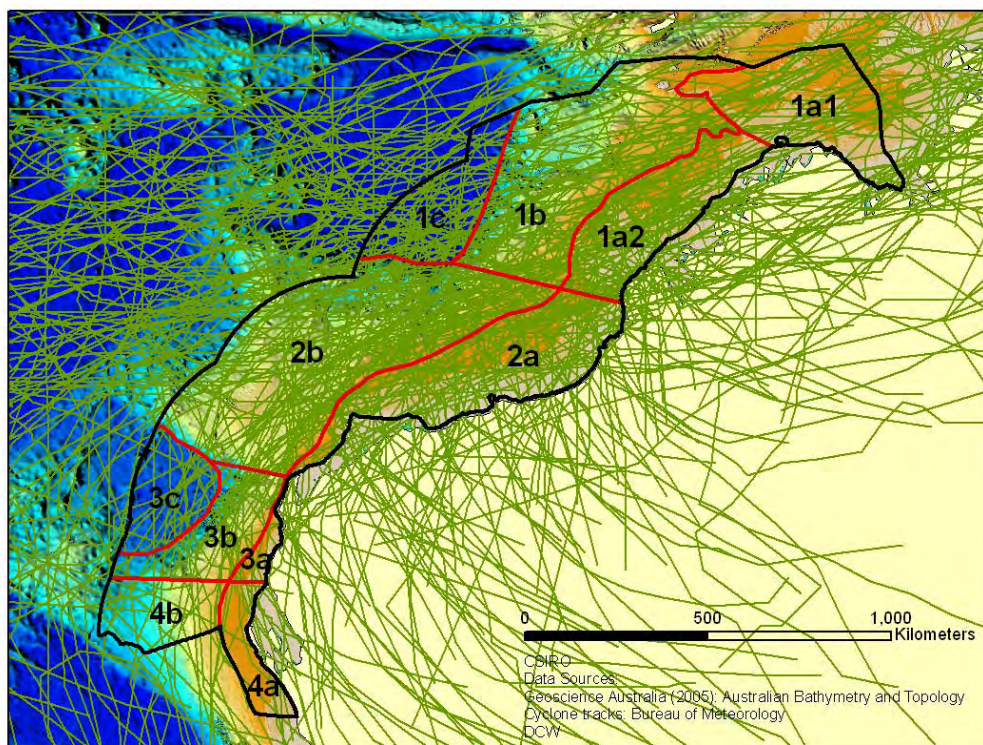 1a1
1c
1b
1a2
2b
2a
3c
3b
3a
4b
4a
0 500 1,000
Kilometers
CSIRO
Data Sources:
Geoscience Australia (2005): Australian Bathymetry and Topology
Cyclone tracks: Bureau of Meteorology
DCW